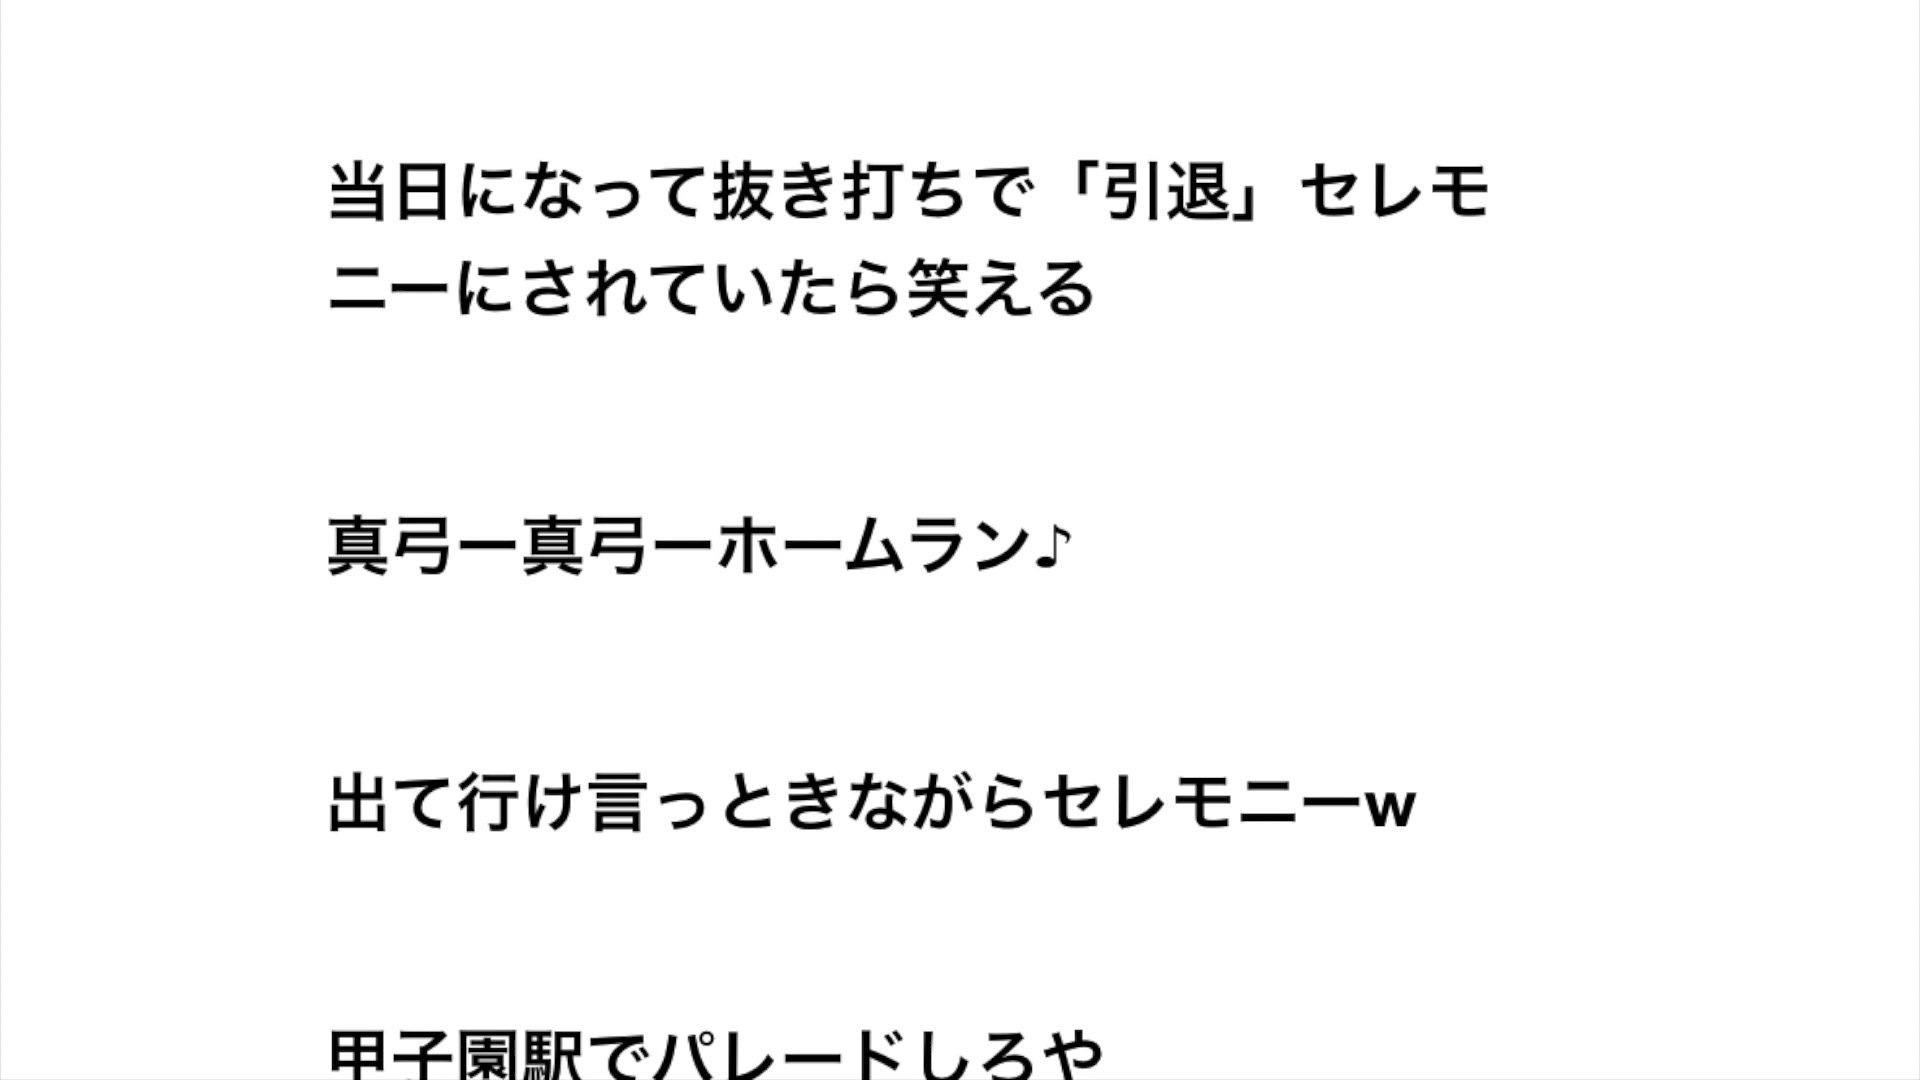 当日になって抜き打ちで「引退」セレモ
ニーにされていたら笑える
真弓ー真弓ーホームラン♪
出て行け言っときながらセレモニーw
甲子園駅でパレードしろや